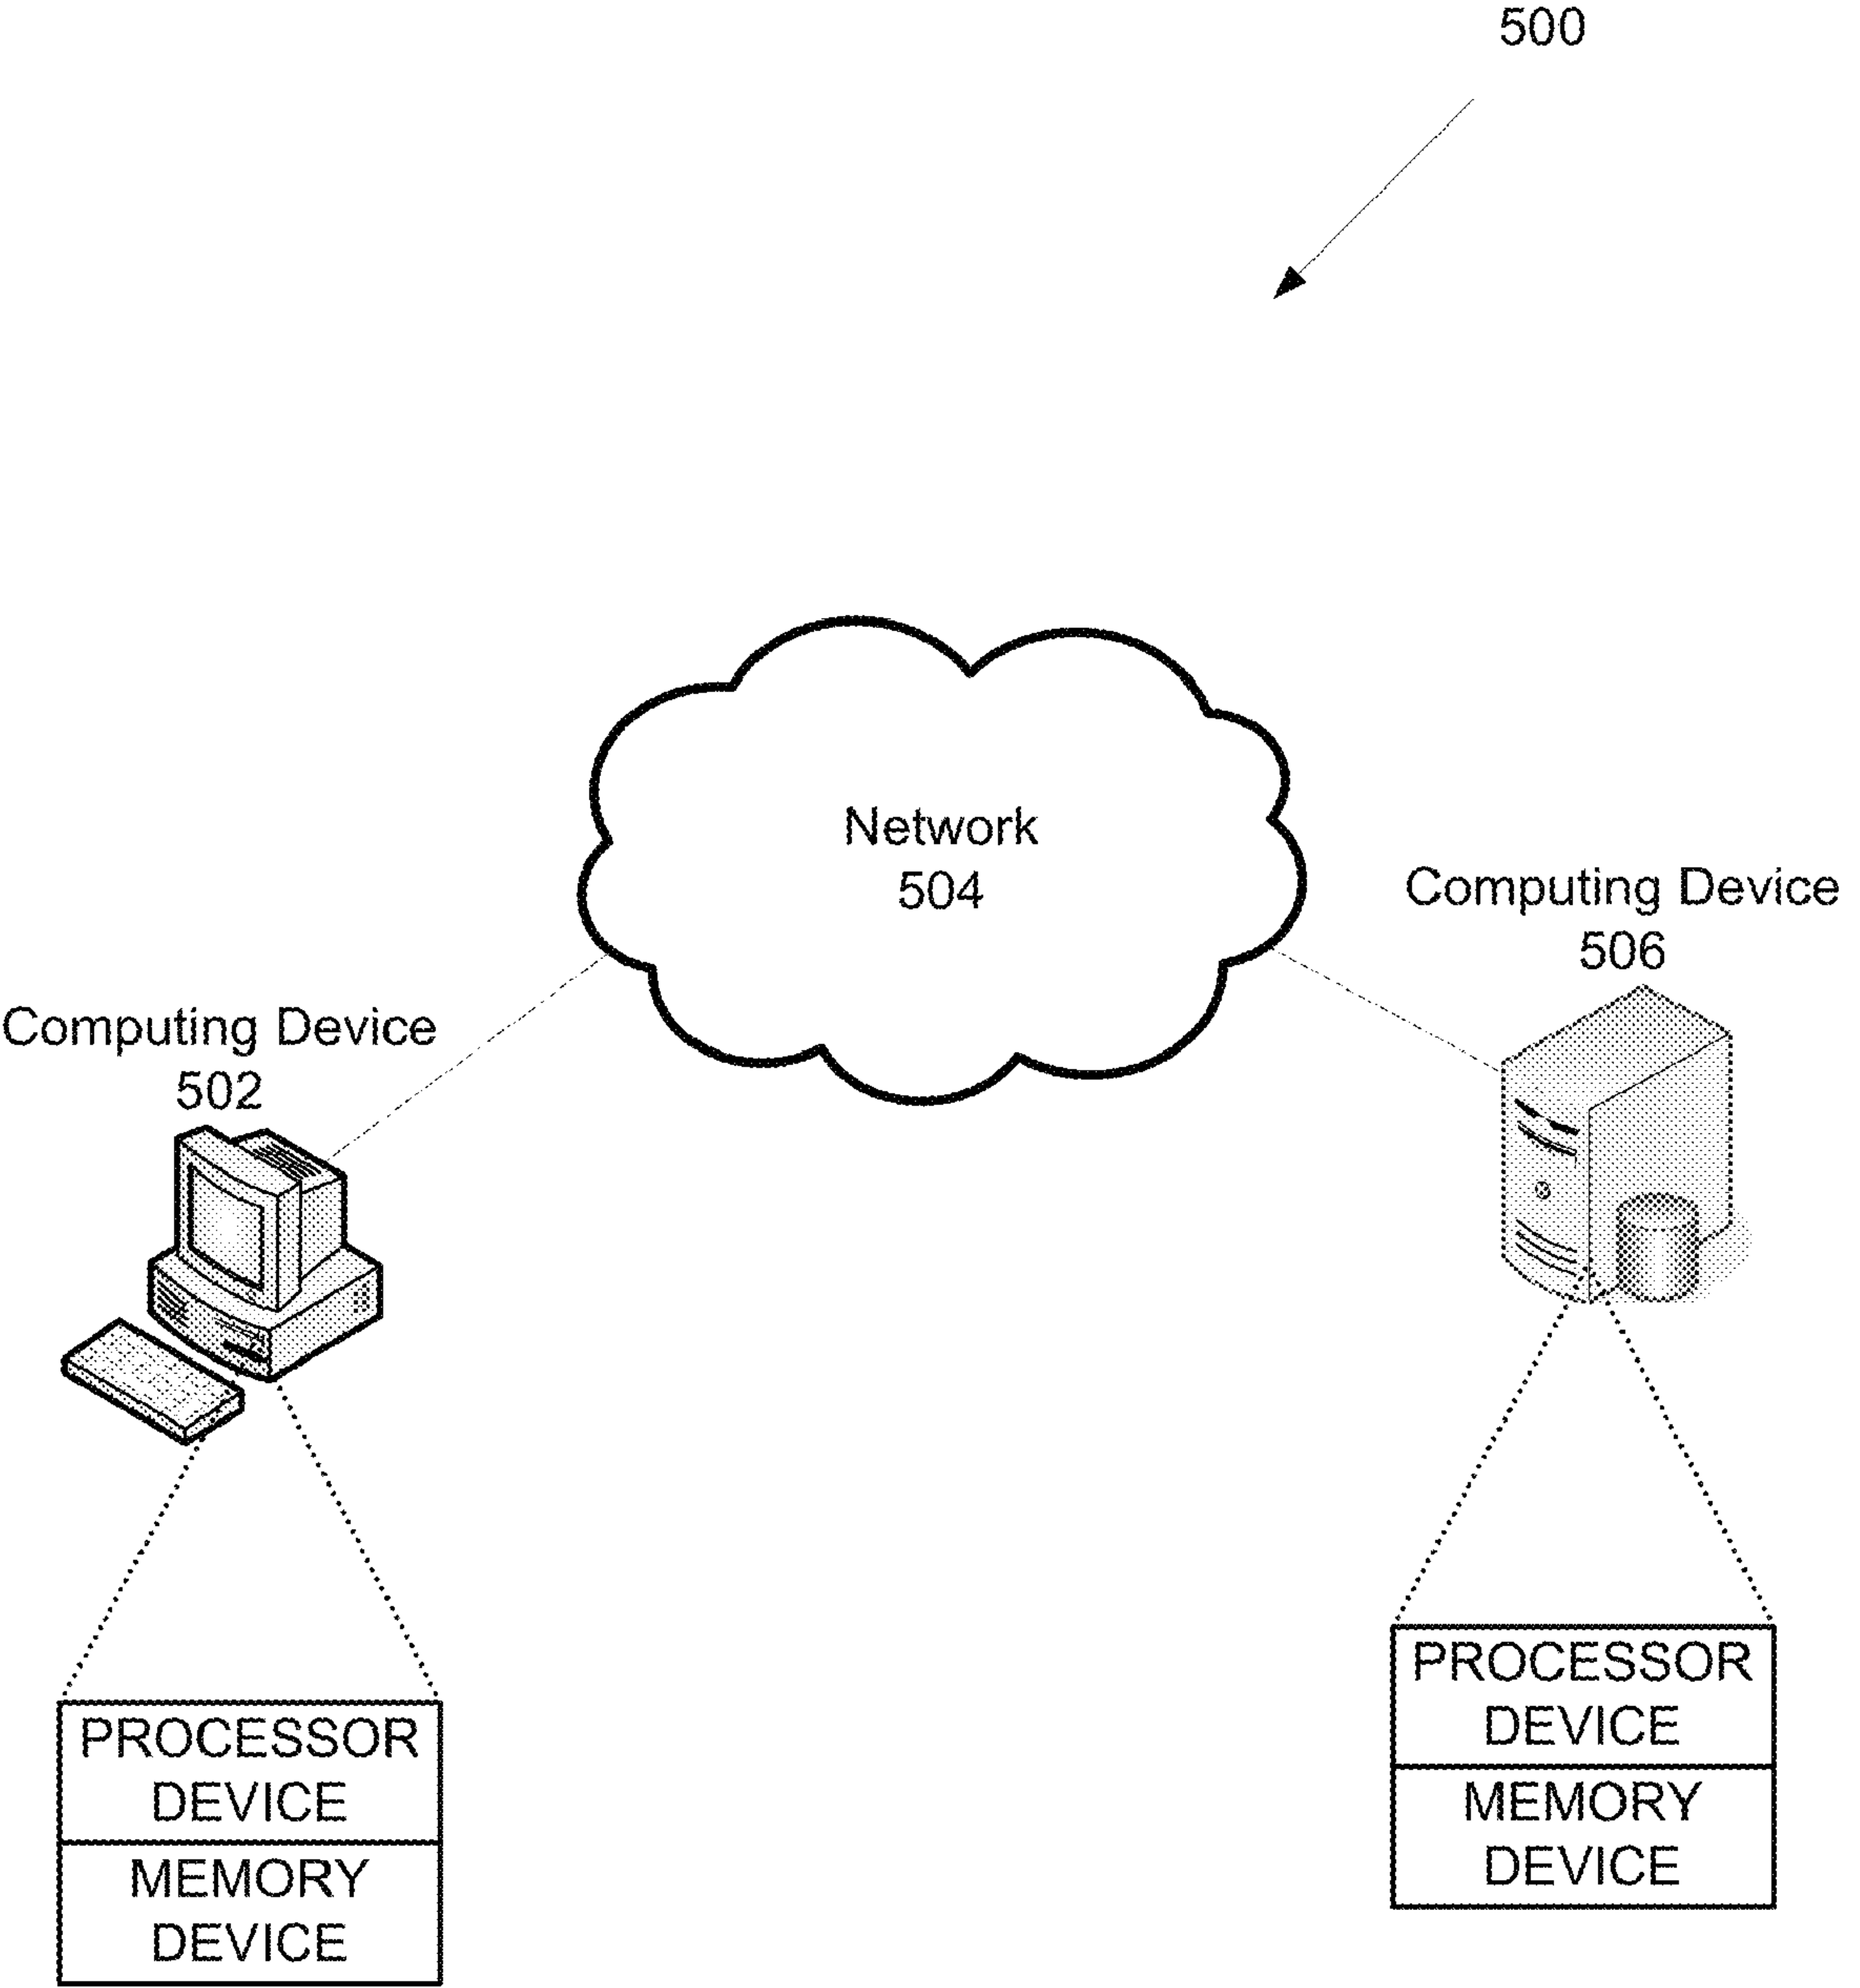 500
Network
504
Computing Device
506
Computing Device
502
PROCESSOR
DEVICE
MEMORY
DEVICE
PROCESSOR
DEVICE
MEMORY
DEVICE